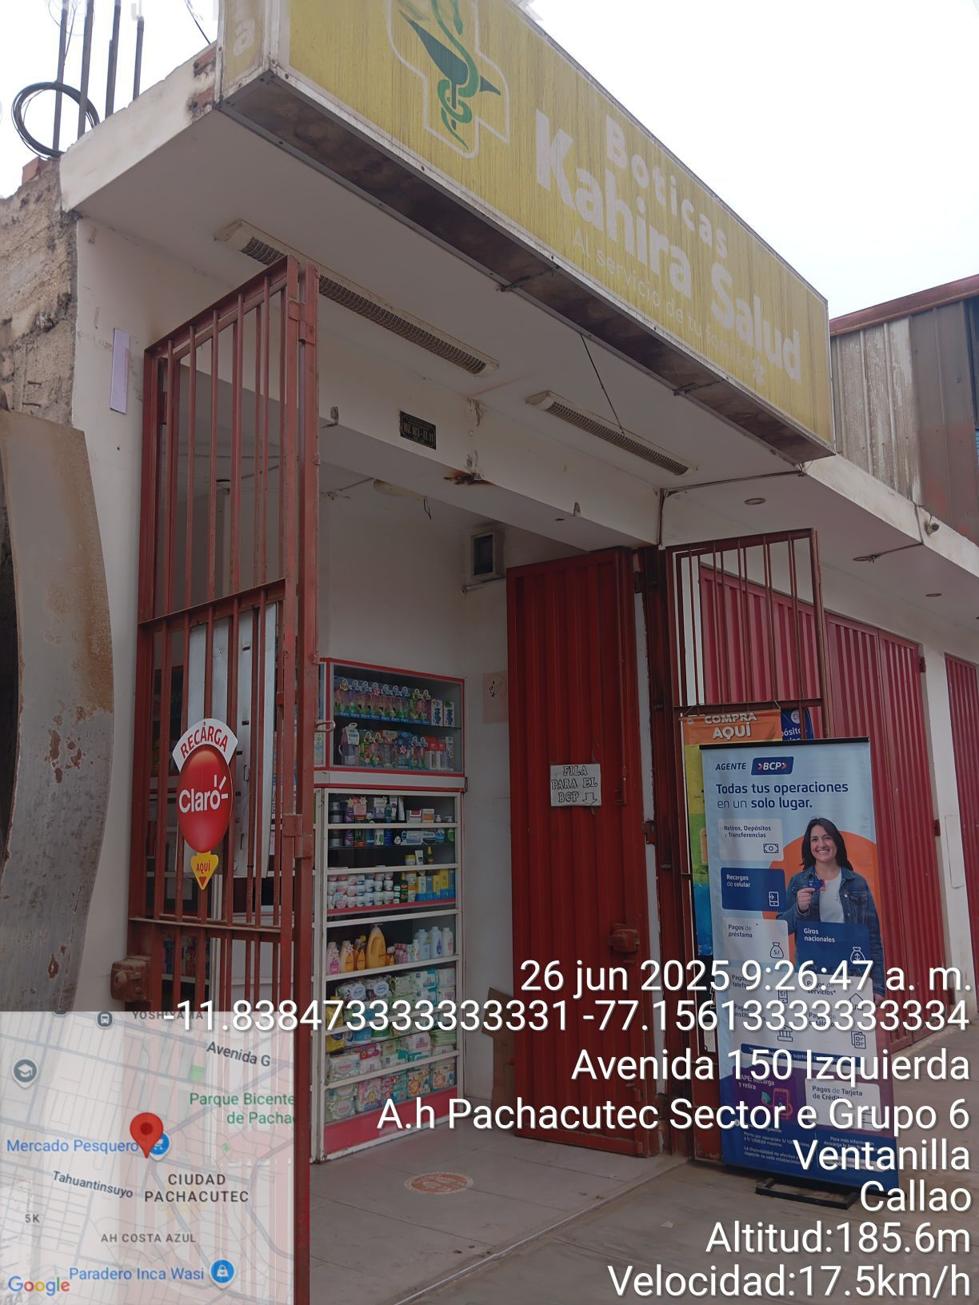 Boticas
Kahira Salud
Al servicio de tu
RECARGA
Claro
AQUÍ
FILA
PARA EL
BCP
COMPRA
AQUÍ
AGENTE BCP
Todas tus operaciones
en un solo lugar.
Retiros, Depósitos
y Transferencias
Recargas
de celular
Pagos de
préstamo
Giros
nacionales
Pagos de Tarjeta
de Crédito
26 jun 2025 9:26:47 a. m.
-11.838473333333331 -77.15613333333334
Avenida 150 Izquierda
A.h Pachacutec Sector e Grupo 6
Ventanilla
Callao
Altitud:185.6m
Velocidad:17.5km/h
Avenida G
Parque Bicente
de Pacha
Mercado Pesquero
Tahuantinsuyo
CIUDAD
PACHACUTEC
5K
AH COSTA AZUL
Paradero Inca Wasi
Google